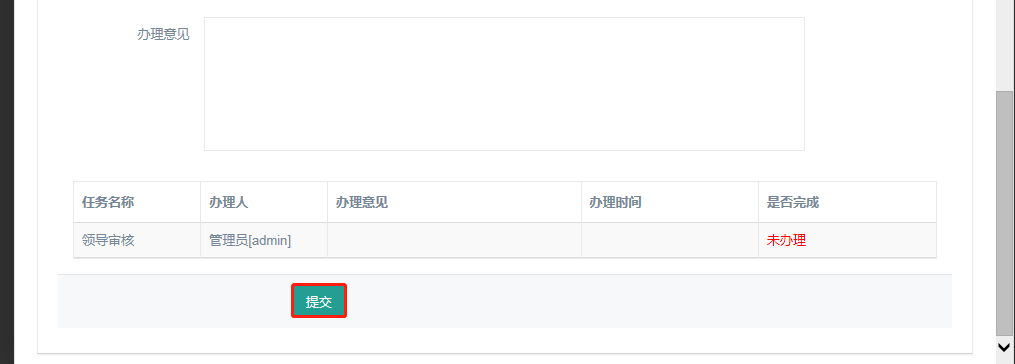 办理意见
任务名称 办理人 办理意见 办理时间 是否完成
领导审核 管理员[admin] 未办理
提交